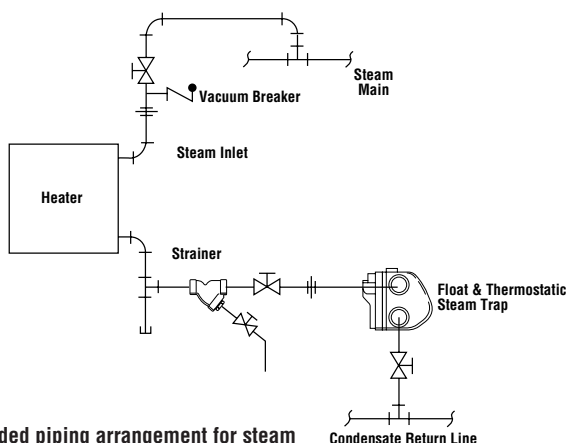 Steam
Main
Vacuum Breaker
Steam Inlet
Heater
Strainer
Float & Thermostatic
Steam Trap
ded piping arrangement for steam
Condensate Return Line